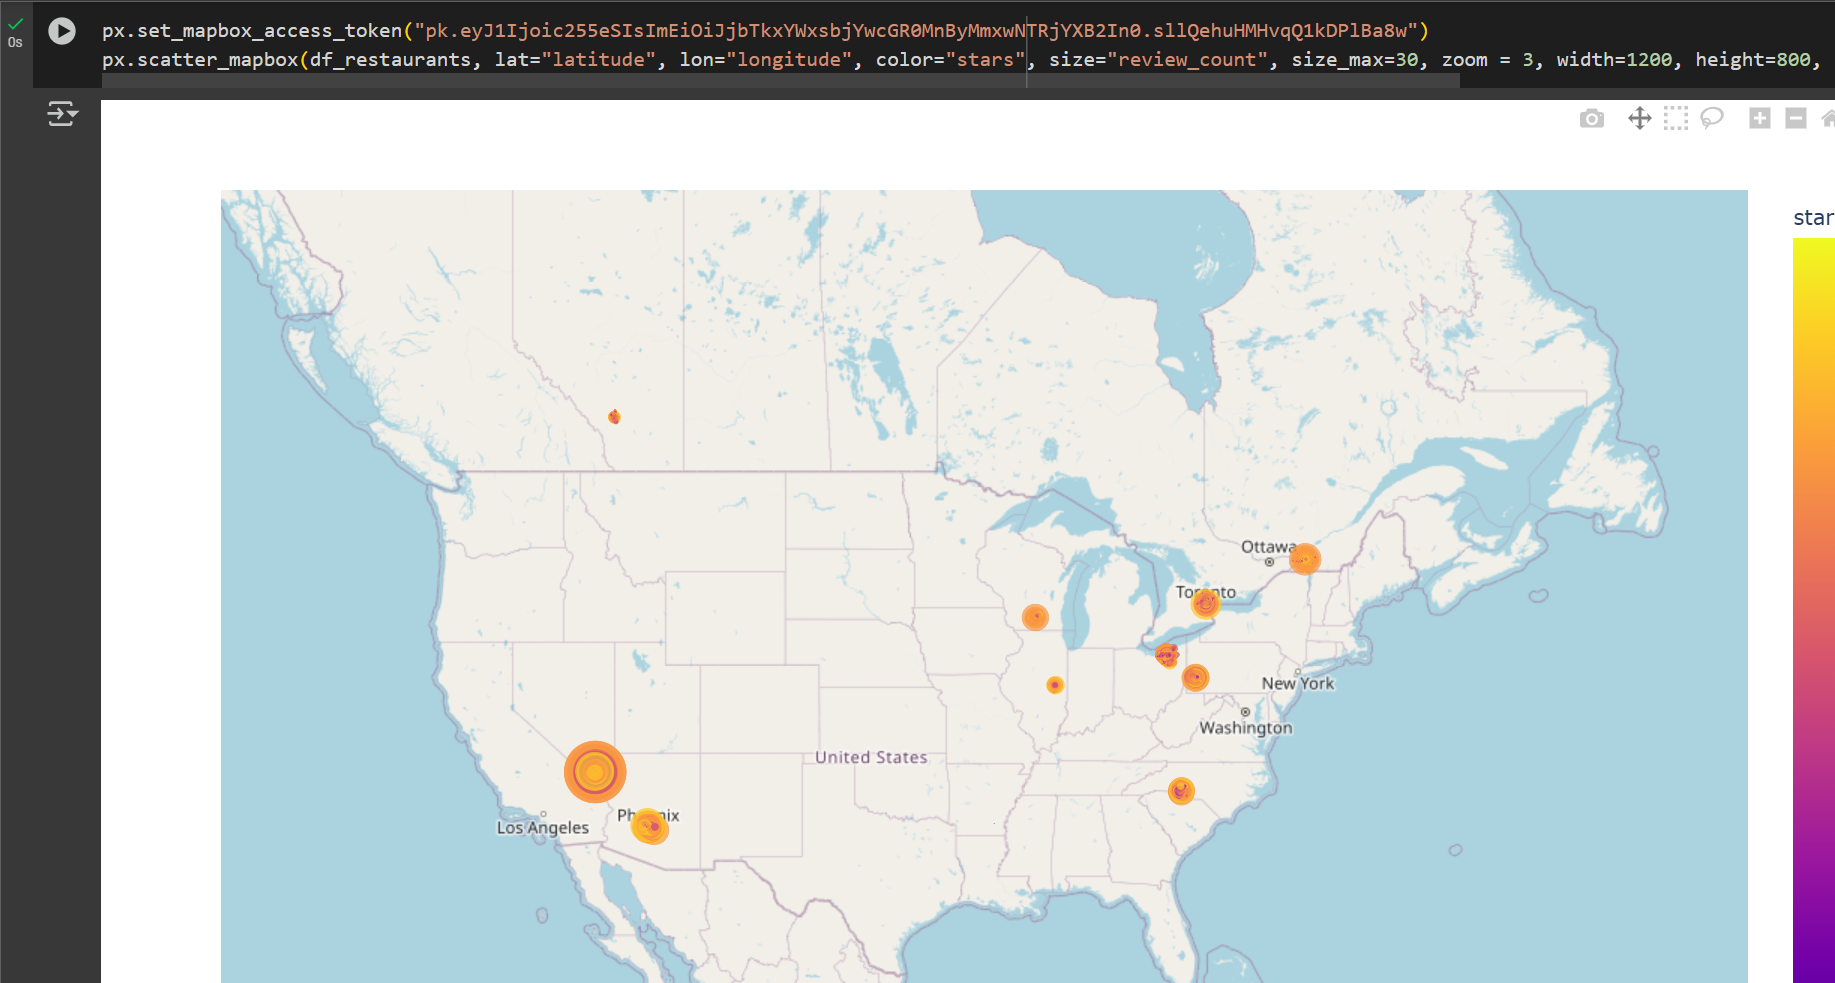 px.set_mapbox_access_token("pk.eyJ1Ijoic255eSIsImEiOiJjbTkxYWxsbjYwcGR0MnByMmxwNTRjYXB2In0.sllQehuHMHvqQ1kDPlBa8w")
0s
px.scatter_mapbox(df_restaurants, lat="latitude", lon="longitude", color="stars", size="review_count", size_max=30, zoom = 3, width=1200, height=800,
star
Ottawa
Toronto
New York
Washington
United States
Phoenix
Los Angeles